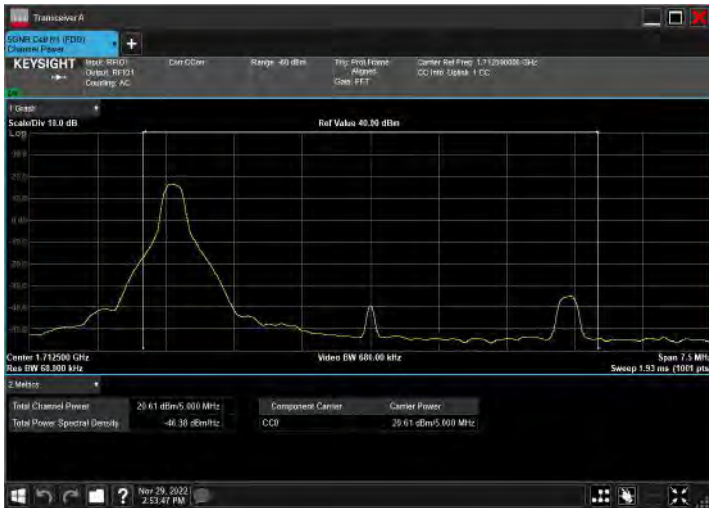 Transceiver A
5GNR Cell #1 (FDD)
Channel Power
KEYSIGHT
Input: RFIO1
Output: RFIO1
Coupling: AC
Corr CCorr
Range: -60 dBm
Trig: Prdl Frame
Aligned
Gate: FFT
Carrier Ref Freq: 1.712500000 GHz
CC Info: Uplink: 1 CC
1 Graph
Scale/Div 10.0 dB
Ref Value 40.00 dBm
Log
Center 1.712500 GHz
Video BW 680.00 kHz
Span 7.5 MHz
Res BW 68.000 kHz
Sweep 1.93 ms (1001 pts
2 Metrics
Total Channel Power
20.61 dBm/5.000 MHz
Total Power Spectral Density
-46.38 dBm/Hz
Component Carrier
Carrier Power
CC0
20.61 dBm/5.000 MHz
?
Nov 29, 2022
2:53:47 PM